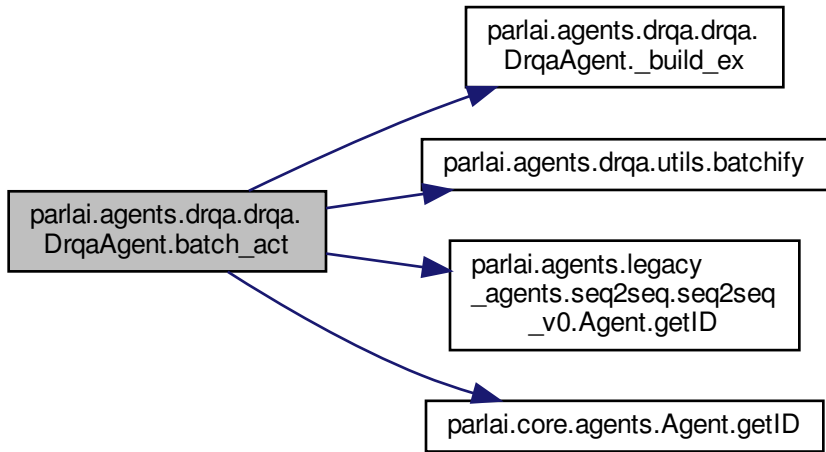 parlai.agents.drqa.drqa.
DrqaAgent.batch_act
parlai.agents.drqa.drqa.
DrqaAgent._build_ex
parlai.agents.drqa.utils.batchify
parlai.agents.legacy
_agents.seq2seq.seq2seq
_v0.Agent.getID
parlai.core.agents.Agent.getID